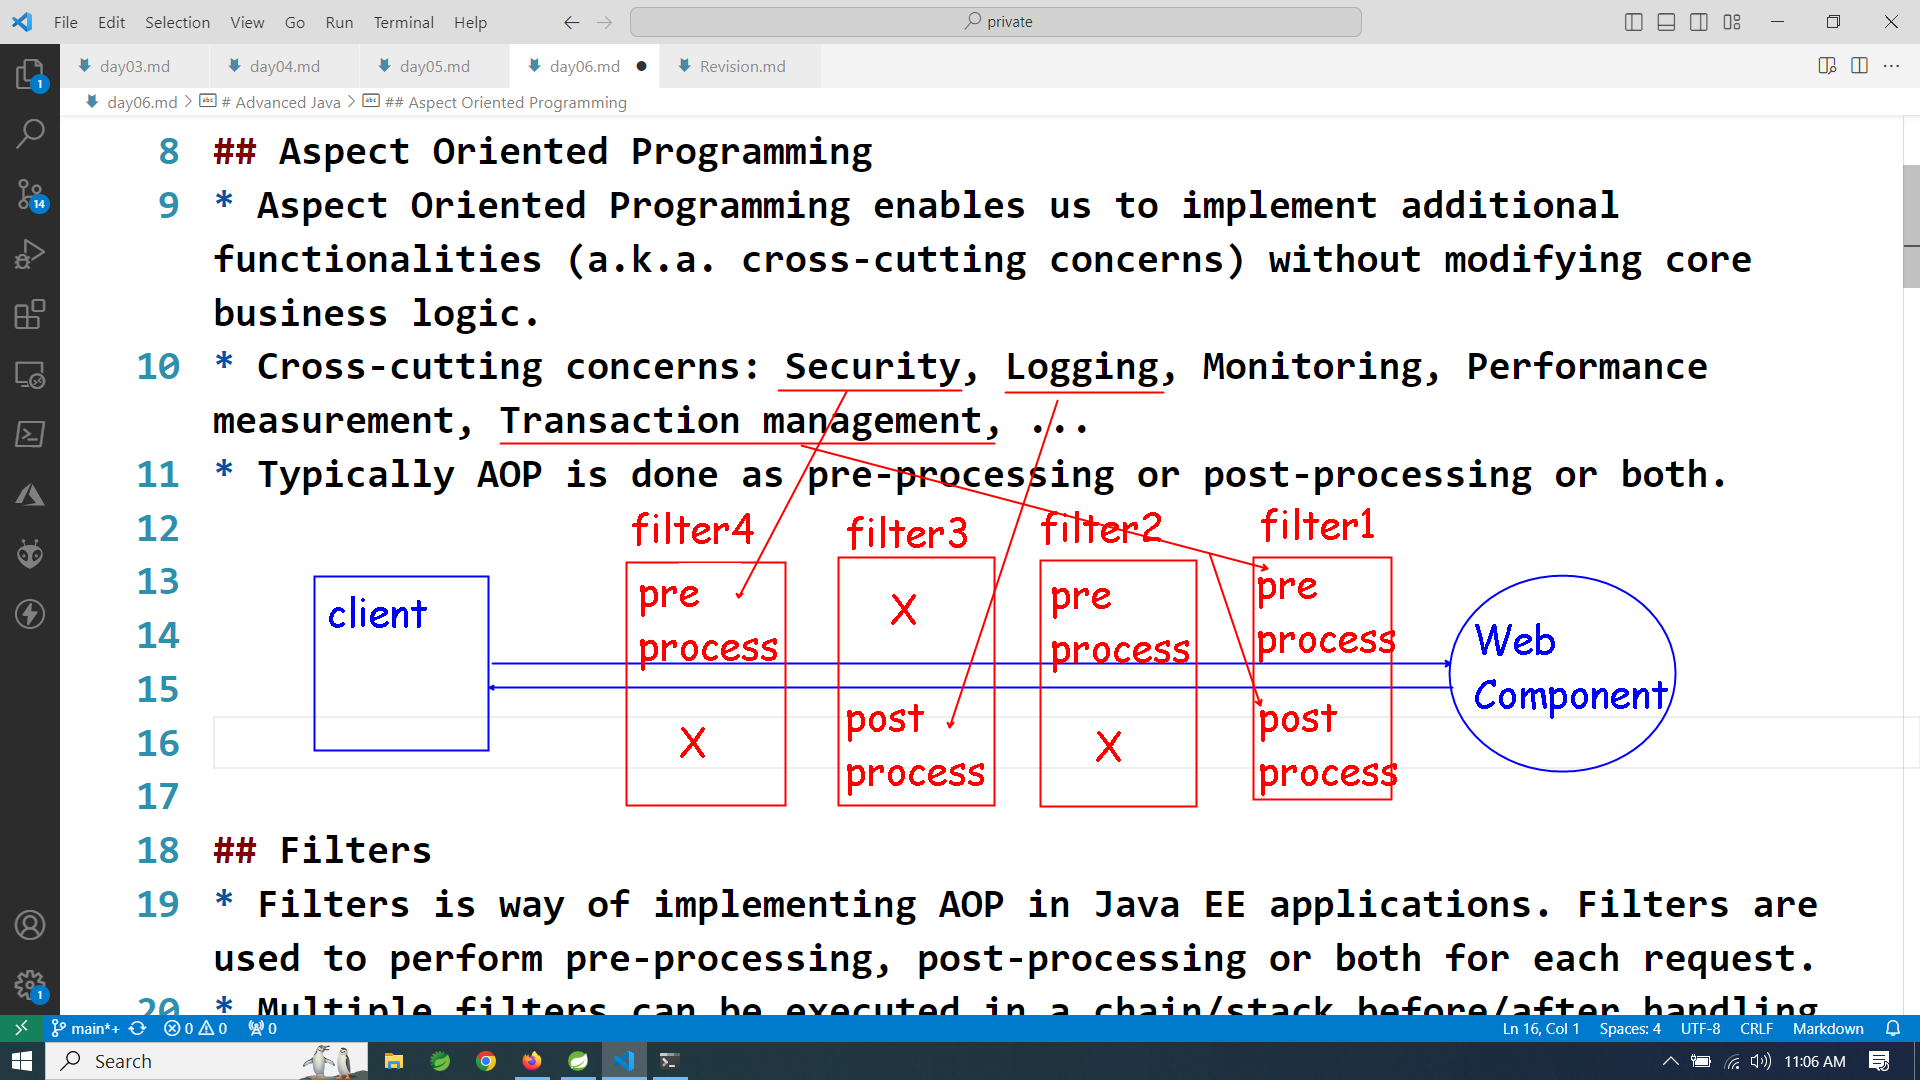 File Edit Selection View Go Run Terminal Help private
day03.md day04.md day05.md day06.md Revision.md
day06.md > # Advanced Java > ## Aspect Oriented Programming
8 ## Aspect Oriented Programming
9 * Aspect Oriented Programming enables us to implement additional
functionalities (a.k.a. cross-cutting concerns) without modifying core
business logic.
10 * Cross-cutting concerns: Security, Logging, Monitoring, Performance
measurement, Transaction management, ...
11 * Typically AOP is done as pre-processing or post-processing or both.
12
filter4 filter3 filter2 filter1
13
client
pre process
X
pre process
pre process
Web Component
14
15
16
X
post process
X
post process
17
18 ## Filters
19 * Filters is way of implementing AOP in Java EE applications. Filters are
used to perform pre-processing, post-processing or both for each request.
20 * Multiple filters can be executed in a chain/stack before/after handling
main*+ 0 0 0 Ln 16, Col 1 Spaces: 4 UTF-8 CRLF Markdown
Search 11:06 AM
1
14
1